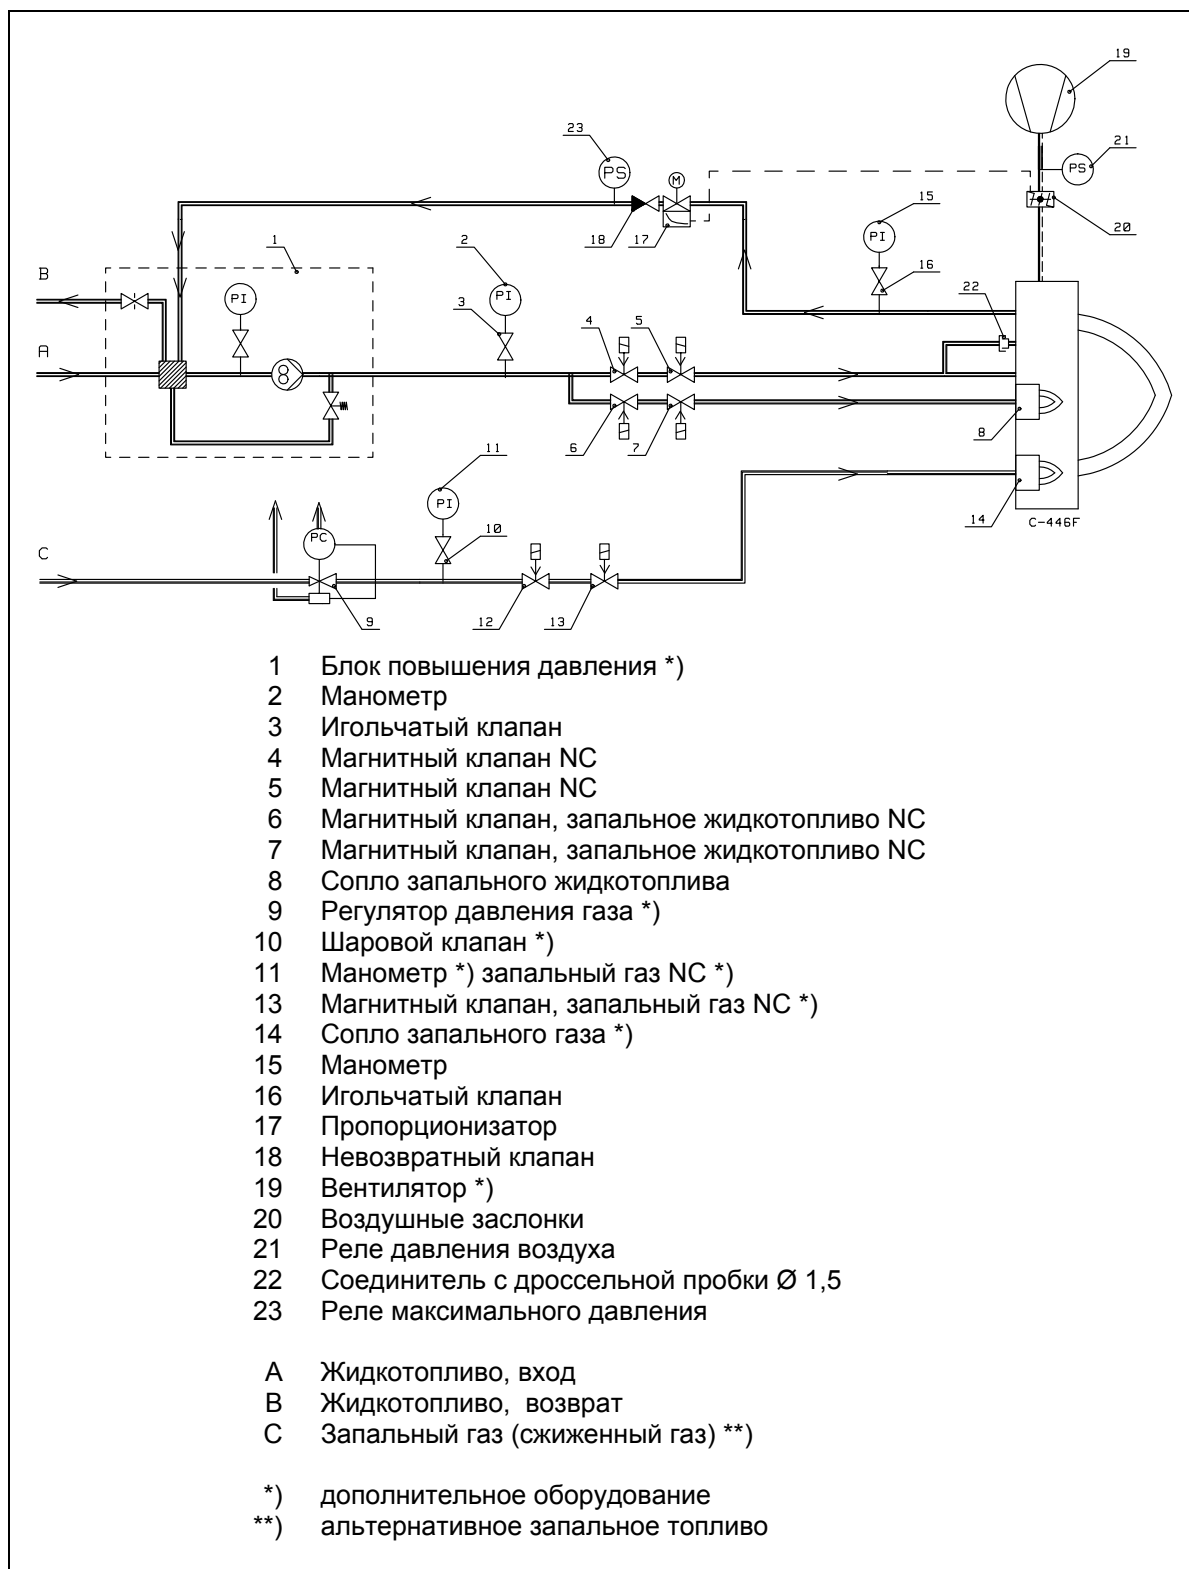 19
23
PS
M
21
PS
15
PI
18
17
20
16
1
2
B
PI
PI
22
3
4
5
A
8
6
7
8
11
PI
10
14
C-446F
C
PC
9
12
13
1 Блок повышения давления *)
2 Манометр
3 Игольчатый клапан
4 Магнитный клапан NC
5 Магнитный клапан NC
6 Магнитный клапан, запальное жидкотопливо NC
7 Магнитный клапан, запальное жидкотопливо NC
8 Сопло запального жидкотоплива
9 Регулятор давления газа *)
10 Шаровой клапан *)
11 Манометр *) запальный газ NC *)
13 Магнитный клапан, запальный газ NC *)
14 Сопло запального газа *)
15 Манометр
16 Игольчатый клапан
17 Пропорционизатор
18 Невозвратный клапан
19 Вентилятор *)
20 Воздушные заслонки
21 Реле давления воздуха
22 Соединитель с дроссельной пробки Ø 1,5
23 Реле максимального давления
A Жидкотопливо, вход
B Жидкотопливо, возврат
C Запальный газ (сжиженный газ) **)
*) дополнительное оборудование
**) альтернативное запальное топливо